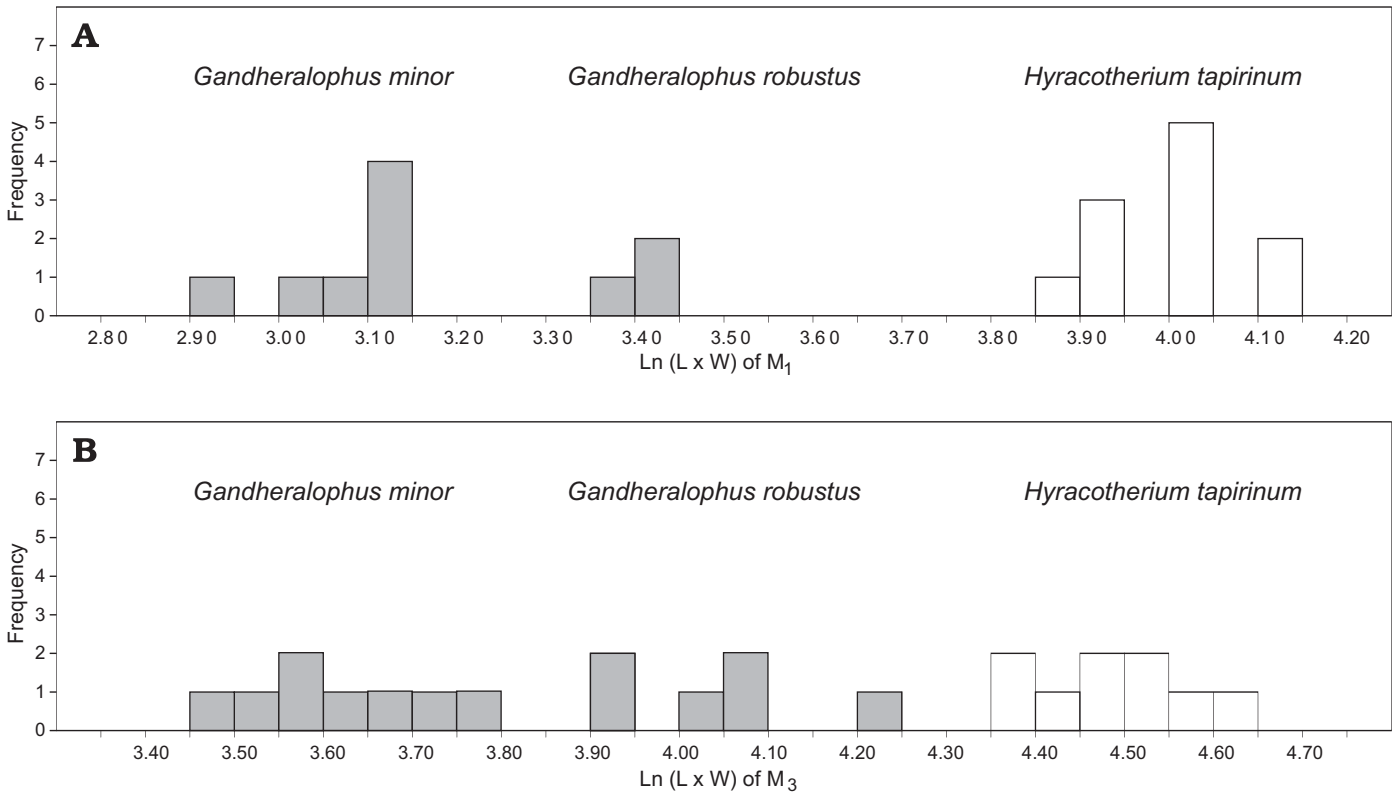 A
Gandheralophus minor Gandheralophus robustus Hyracotherium tapirinum
Frequency
7
6
5
4
3
2
1
0
2.80 2.90 3.00 3.10 3.20 3.30 3.40 3.50 3.60 3.70 3.80 3.90 4.00 4.10 4.20
Ln (L x W) of M1
B
Gandheralophus minor Gandheralophus robustus Hyracotherium tapirinum
Frequency
7
6
5
4
3
2
1
0
3.40 3.50 3.60 3.70 3.80 3.90 4.00 4.10 4.20 4.30 4.40 4.50 4.60 4.70
Ln (L x W) of M3